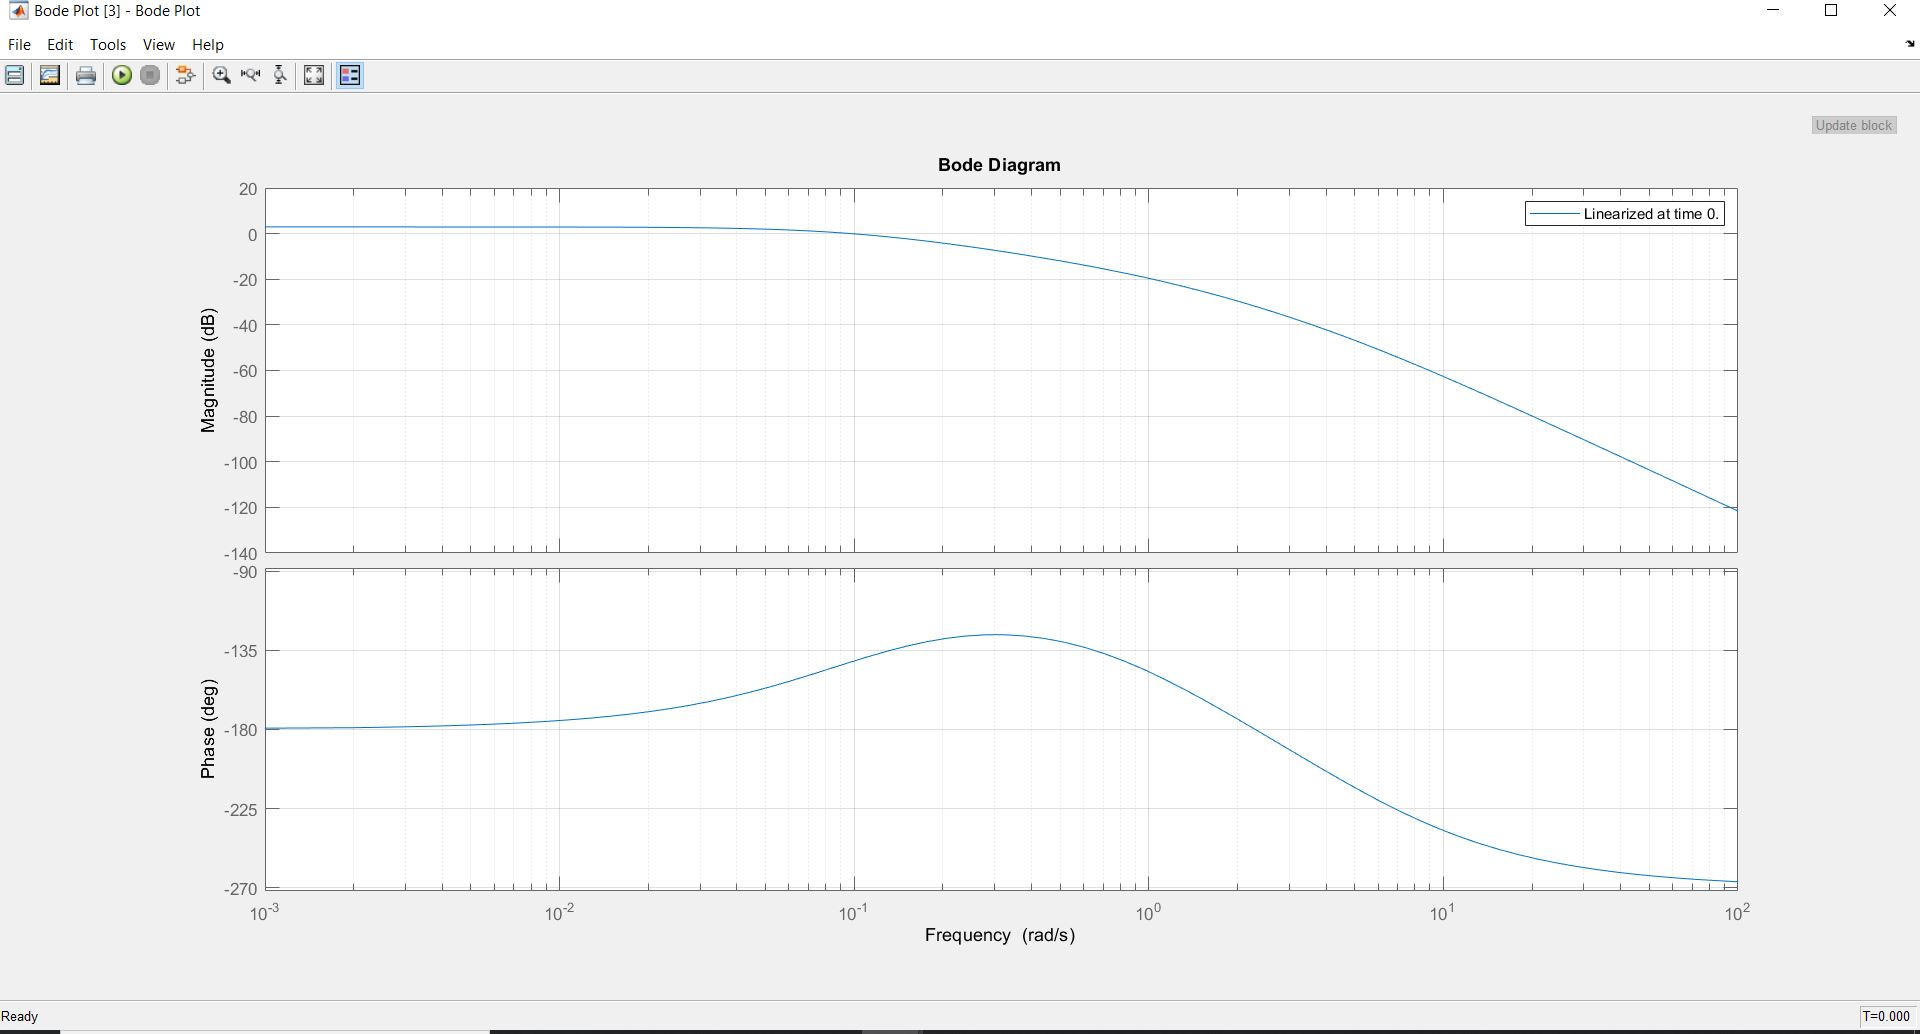 Bode Plot [3] - Bode Plot
File Edit Tools View Help
Update block
Bode Diagram
Linearized at time 0.
Magnitude (dB)
20
0
-20
-40
-60
-80
-100
-120
-140
Phase (deg)
-90
-135
-180
-225
-270
10^-3 10^-2 10^-1 10^0 10^1 10^2
Frequency (rad/s)
Ready
T=0.000